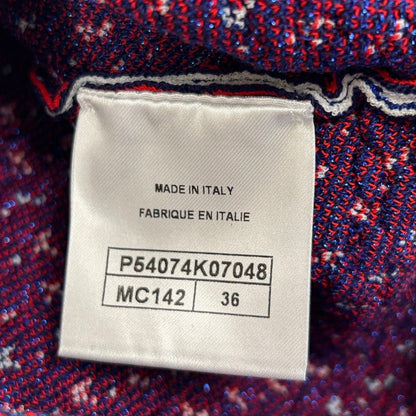 MADE IN ITALY
FABRIQUE EN ITALIE
P54074K07048
MC142 36